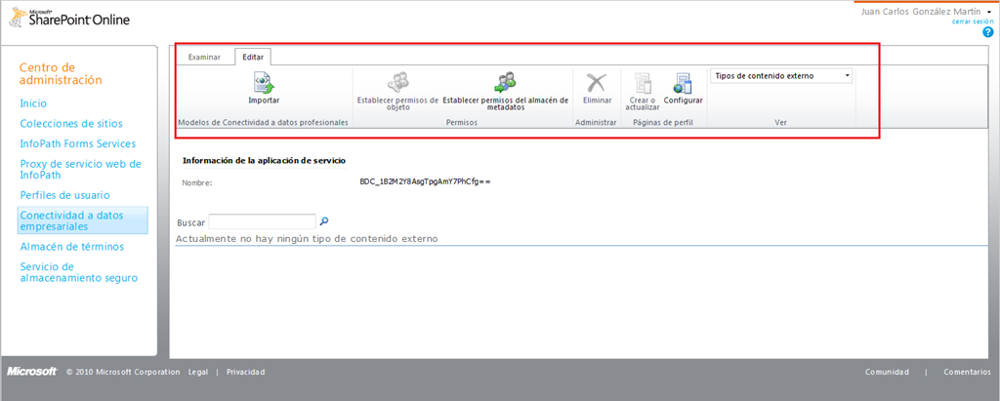 Juan Carlos González Martín
Microsoft®
SharePoint Online
cerrar sesión
Centro de
administración
Inicio
Colecciones de sitios
InfoPath Forms Services
Proxy de servicio web de
InfoPath
Perfiles de usuario
Conectividad a datos
empresariales
Almacén de términos
Servicio de
almacenamiento seguro
Examinar Editar
Importar
Modelos de Conectividad a datos profesionales
Establecer permisos de
objeto
Establecer permisos del almacén de
metadatos
Permisos
Eliminar
Administrar
Crear o
actualizar
Configurar
Páginas de perfil
Tipos de contenido externo
Ver
Información de la aplicación de servicio
Nombre: BDC_1B2M2Y8AsgTpgAmY7PhCfg==
Buscar
Actualmente no hay ningún tipo de contenido externo
Microsoft® © 2010 Microsoft Corporation Legal | Privacidad Comunidad | Comentarios